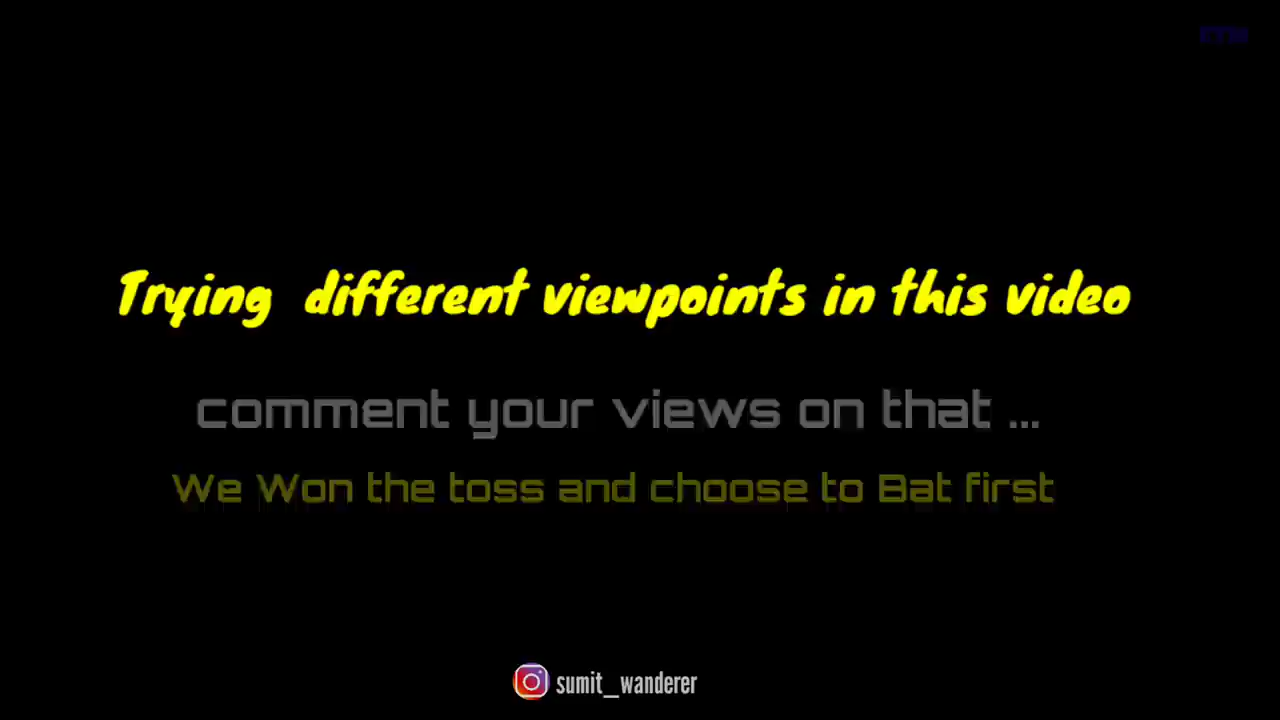 Trying different viewpoints in this video
comment your views on that ...
We Won the toss and choose to Bat first
sumit_wanderer